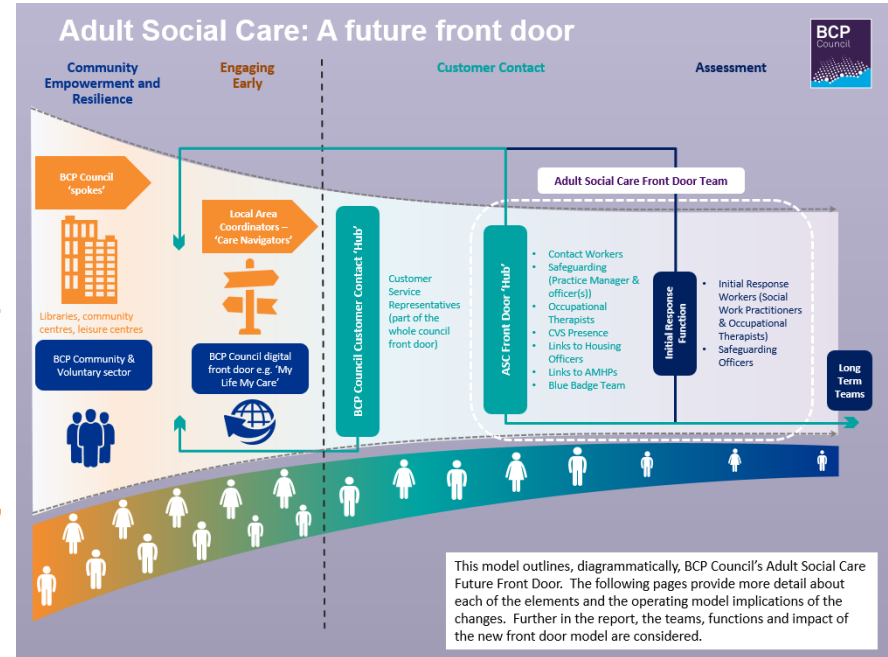 Adult Social Care: A future front door
BCP
Council
Community
Empowerment and
Resilience
Engaging
Early
Customer Contact
Assessment
BCP Council
‘spokes’
Libraries, community
centres, leisure centres
BCP Community &
Voluntary sector
Local Area
Coordinators –
‘Care Navigators’
BCP Council digital
front door e.g. ‘My
Life My Care’
BCP Council Customer Contact ‘Hub’
Customer
Service
Representatives
(part of the
whole council
front door)
Adult Social Care Front Door Team
ASC Front Door ‘Hub’
• Contact Workers
• Safeguarding
(Practice Manager &
officer(s))
• Occupational
Therapists
• CVS Presence
• Links to Housing
Officers
• Links to AMHPs
• Blue Badge Team
Initial Response
Function
• Initial Response
Workers (Social
Work Practitioners
& Occupational
Therapists)
• Safeguarding
Officers
Long
Term
Teams
This model outlines, diagrammatically, BCP Council’s Adult Social Care
Future Front Door. The following pages provide more detail about
each of the elements and the operating model implications of the
changes. Further in the report, the teams, functions and impact of
the new front door model are considered.